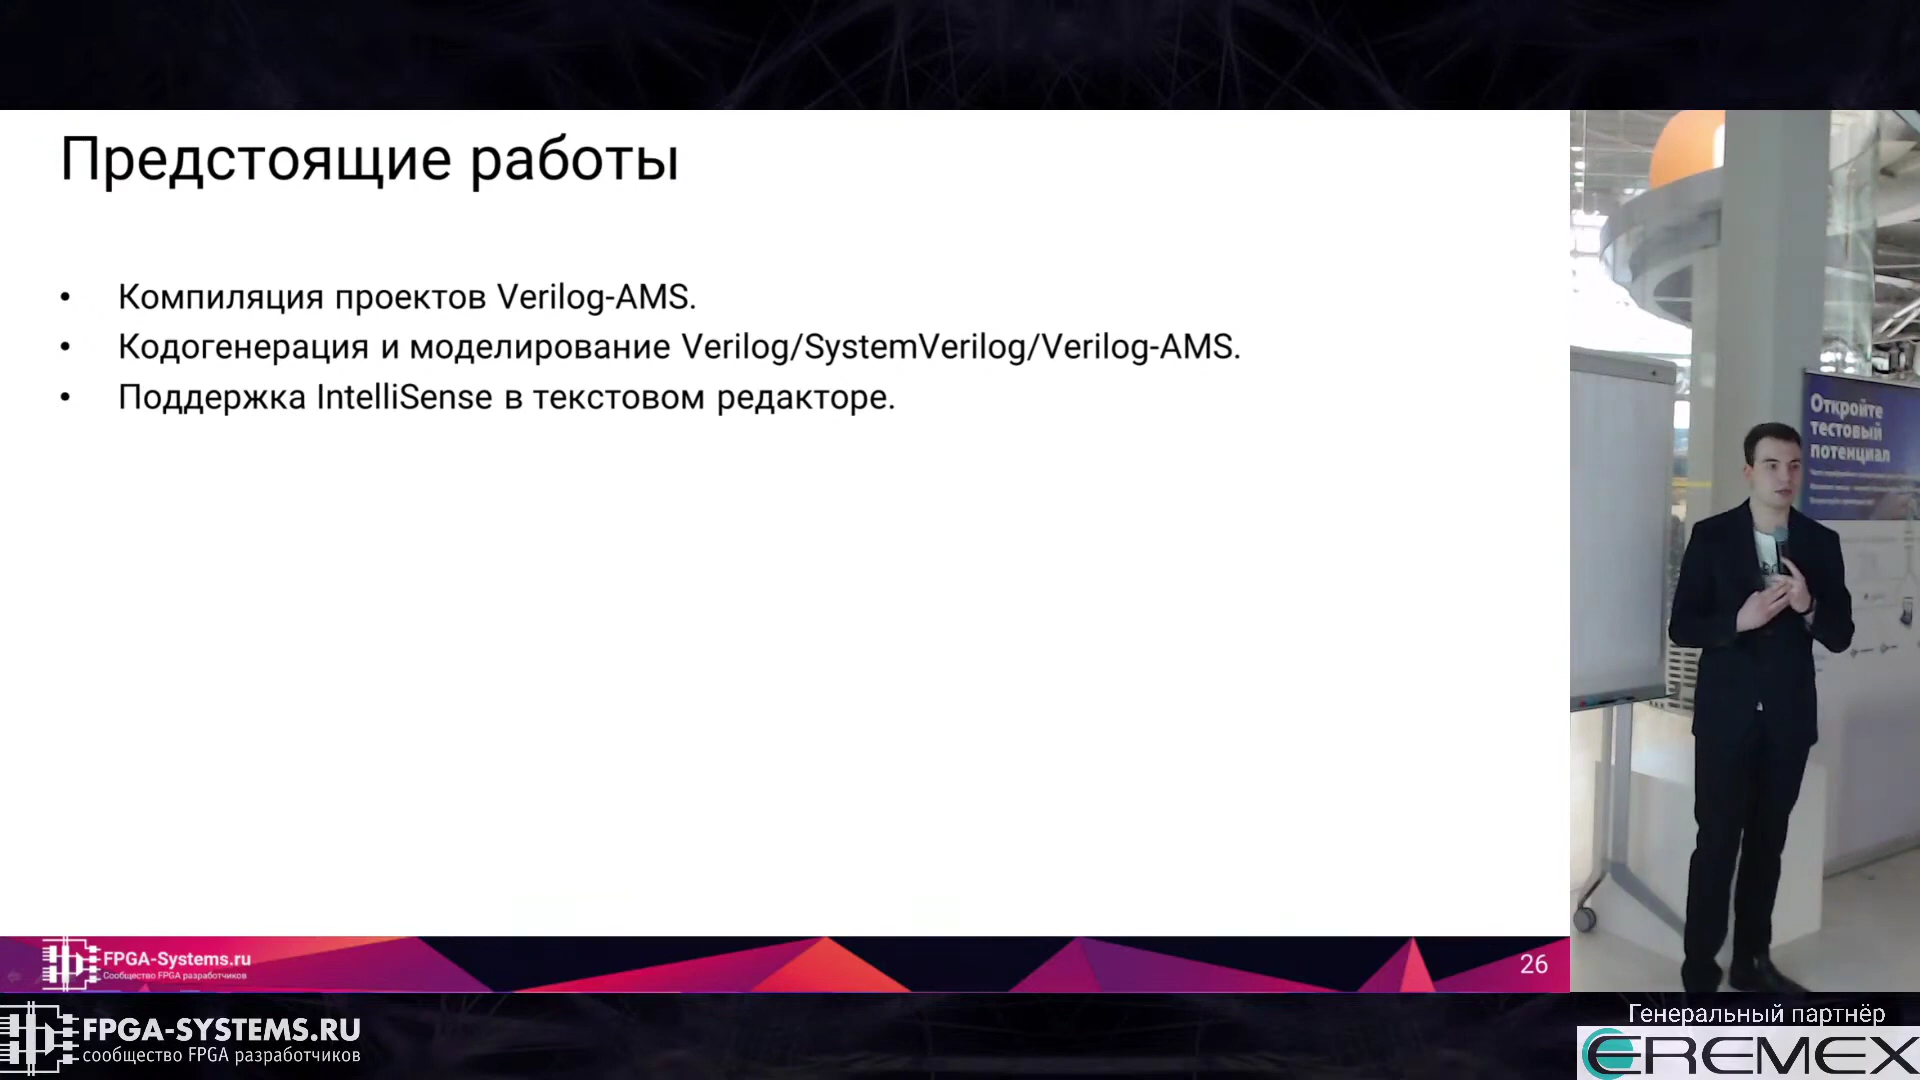 Предстоящие работы
• Компиляция проектов Verilog-AMS.
• Кодогенерация и моделирование Verilog/SystemVerilog/Verilog-AMS.
• Поддержка IntelliSense в текстовом редакторе.
Откройте
тестовый
потенциал
FPGA-Systems.ru
Сообщество FPGA разработчиков
26
FPGA-SYSTEMS.RU
сообщество FPGA разработчиков
Генеральный партнёр
EREMEX